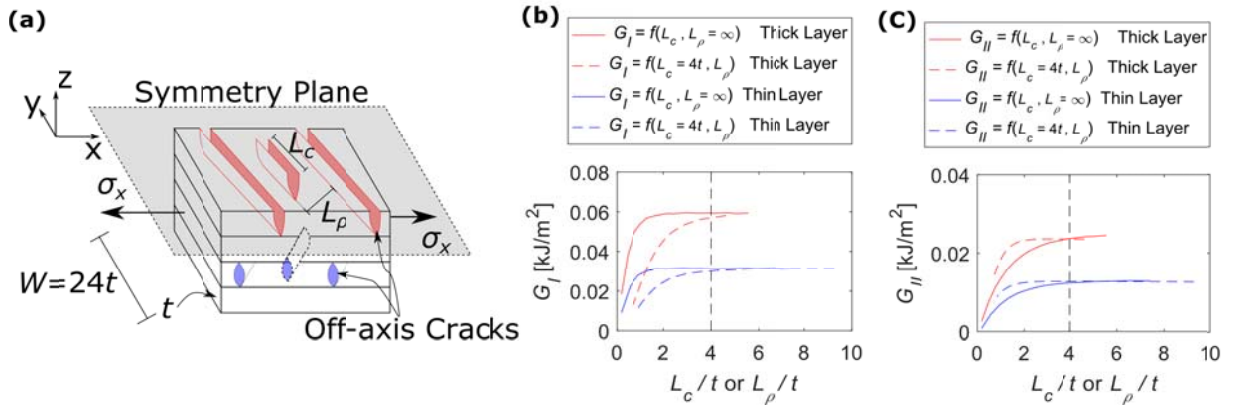 (a)
z
y
x
Symmetry Plane
L_c
L_ρ
σ_x
σ_x
W=24t
t
Off-axis Cracks
(b)
G_I = f(L_c , L_ρ = ∞) Thick Layer
G_I = f(L_c = 4t , L_ρ) Thick Layer
G_I = f(L_c , L_ρ = ∞) Thin Layer
G_I = f(L_c = 4t , L_ρ) Thin Layer
G_I [kJ/m²]
0.08
0.06
0.04
0.02
0
0 2 4 6 8 10
L_c / t or L_ρ / t
(c)
G_II = f(L_c , L_ρ = ∞) Thick Layer
G_II = f(L_c = 4t , L_ρ) Thick Layer
G_II = f(L_c , L_ρ = ∞) Thin Layer
G_II = f(L_c = 4t , L_ρ) Thin Layer
G_II [kJ/m²]
0.04
0.02
0
0 2 4 6 8 10
L_c / t or L_ρ / t